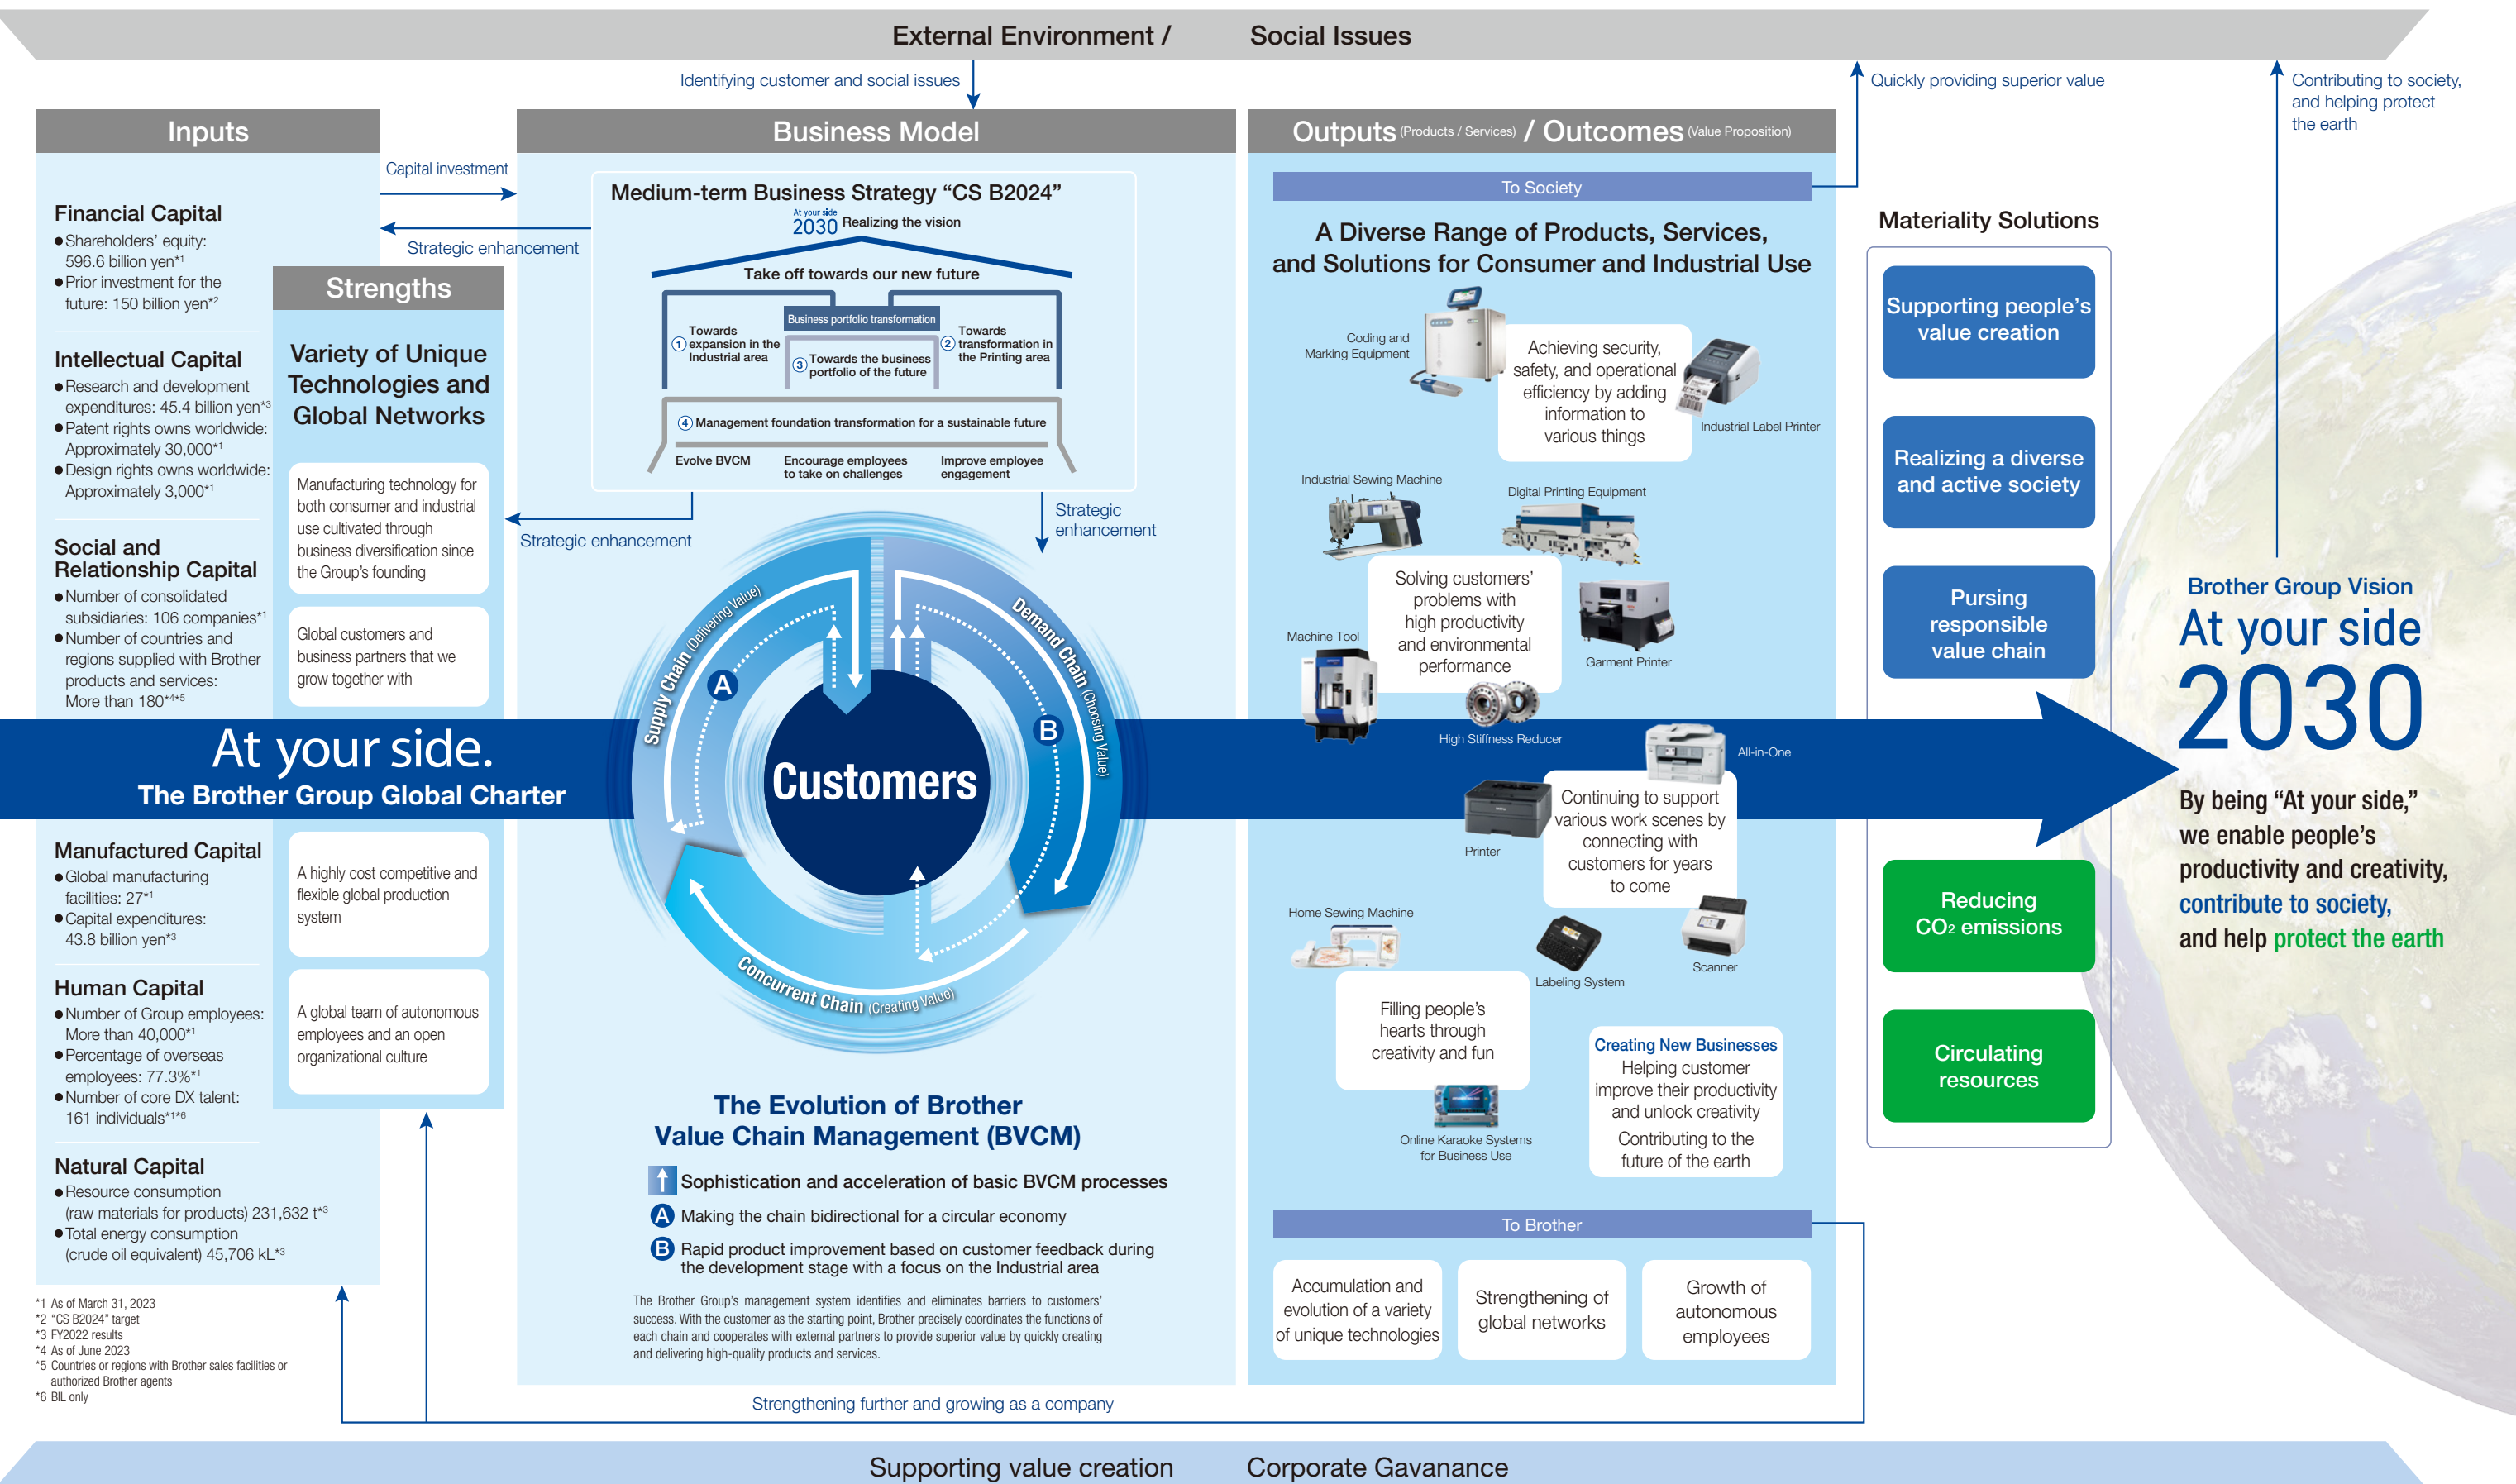 External Environment / Social Issues
Identifying customer and social issues
Quickly providing superior value
Contributing to society,
and helping protect
the earth
Inputs
Capital investment
Strategic enhancement
Financial Capital
●Shareholders' equity:
596.6 billion yen*1
●Prior investment for the
future: 150 billion yen*2
Intellectual Capital
●Research and development
expenditures: 45.4 billion yen*3
●Patent rights owns worldwide:
Approximately 30,000*1
●Design rights owns worldwide:
Approximately 3,000*1
Social and
Relationship Capital
●Number of consolidated
subsidiaries: 106 companies*1
●Number of countries and
regions supplied with Brother
products and services:
More than 180*4*5
Strengths
Variety of Unique
Technologies and
Global Networks
Manufacturing technology for
both consumer and industrial
use cultivated through
business diversification since
the Group's founding
Global customers and
business partners that we
grow together with
At your side.
The Brother Group Global Charter
Manufactured Capital
●Global manufacturing
facilities: 27*1
●Capital expenditures:
43.8 billion yen*3
Human Capital
●Number of Group employees:
More than 40,000*1
●Percentage of overseas
employees: 77.3%*1
●Number of core DX talent:
161 individuals*1*6
Natural Capital
●Resource consumption
(raw materials for products) 231,632 t*3
●Total energy consumption
(crude oil equivalent) 45,706 kL*3
A highly cost competitive and
flexible global production
system
A global team of autonomous
employees and an open
organizational culture
*1 As of March 31, 2023
*2 "CS B2024" target
*3 FY2022 results
*4 As of June 2023
*5 Countries or regions with Brother sales facilities or
authorized Brother agents
*6 BIL only
Business Model
Medium-term Business Strategy "CS B2024"
At your side
2030 Realizing the vision
Take off towards our new future
Business portfolio transformation
① Towards
expansion in the
Industrial area
② Towards
transformation in
the Printing area
③ Towards the business
portfolio of the future
④ Management foundation transformation for a sustainable future
Evolve BVCM
Encourage employees
to take on challenges
Improve employee
engagement
Strategic enhancement
Strategic
enhancement
Supply Chain (Delivering Value)
A
Demand Chain (Choosing Value)
B
Customers
Concurrent Chain (Creating Value)
The Evolution of Brother
Value Chain Management (BVCM)
Sophistication and acceleration of basic BVCM processes
A Making the chain bidirectional for a circular economy
B Rapid product improvement based on customer feedback during
the development stage with a focus on the Industrial area
The Brother Group's management system identifies and eliminates barriers to customers'
success. With the customer as the starting point, Brother precisely coordinates the functions of
each chain and cooperates with external partners to provide superior value by quickly creating
and delivering high-quality products and services.
Outputs (Products / Services) / Outcomes (Value Proposition)
To Society
A Diverse Range of Products, Services,
and Solutions for Consumer and Industrial Use
Coding and
Marking Equipment
Achieving security,
safety, and operational
efficiency by adding
information to
various things
Industrial Label Printer
Industrial Sewing Machine
Digital Printing Equipment
Solving customers'
problems with
high productivity
and environmental
performance
Machine Tool
Garment Printer
High Stiffness Reducer
All-in-One
Printer
Continuing to support
various work scenes by
connecting with
customers for years
to come
Home Sewing Machine
Labeling System
Scanner
Filling people's
hearts through
creativity and fun
Online Karaoke Systems
for Business Use
Creating New Businesses
Helping customer
improve their productivity
and unlock creativity
Contributing to the
future of the earth
To Brother
Accumulation and
evolution of a variety
of unique technologies
Strengthening of
global networks
Growth of
autonomous
employees
Strengthening further and growing as a company
Materiality Solutions
Supporting people's
value creation
Realizing a diverse
and active society
Pursing
responsible
value chain
Reducing
CO2 emissions
Circulating
resources
Brother Group Vision
At your side
2030
By being "At your side,"
we enable people's
productivity and creativity,
contribute to society,
and help protect the earth
Supporting value creation Corporate Gavanance